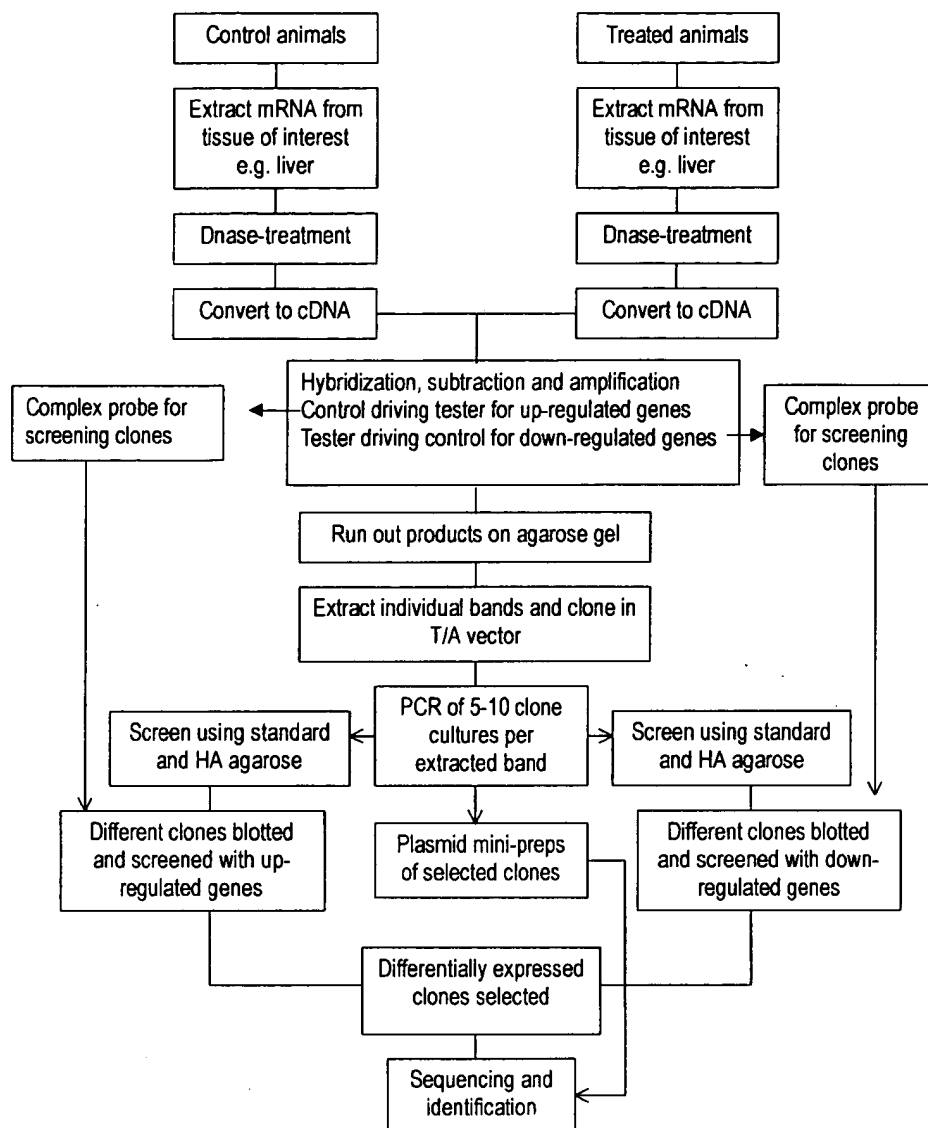 Control animals
Treated animals
Extract mRNA from
tissue of interest
e.g. liver
Extract mRNA from
tissue of interest
e.g. liver
Dnase-treatment
Dnase-treatment
Convert to cDNA
Convert to cDNA
Hybridization, subtraction and amplification
Control driving tester for up-regulated genes
Tester driving control for down-regulated genes
Complex probe for
screening clones
Complex probe
for screening
clones
Run out products on agarose gel
Extract individual bands and clone in
T/A vector
PCR of 5-10 clone
cultures per
extracted band
Screen using standard
and HA agarose
Screen using standard
and HA agarose
Different clones blotted
and screened with up-
regulated genes
Plasmid mini-preps
of selected clones
Different clones blotted
and screened with down-
regulated genes
Differentially expressed
clones selected
Sequencing and
identification